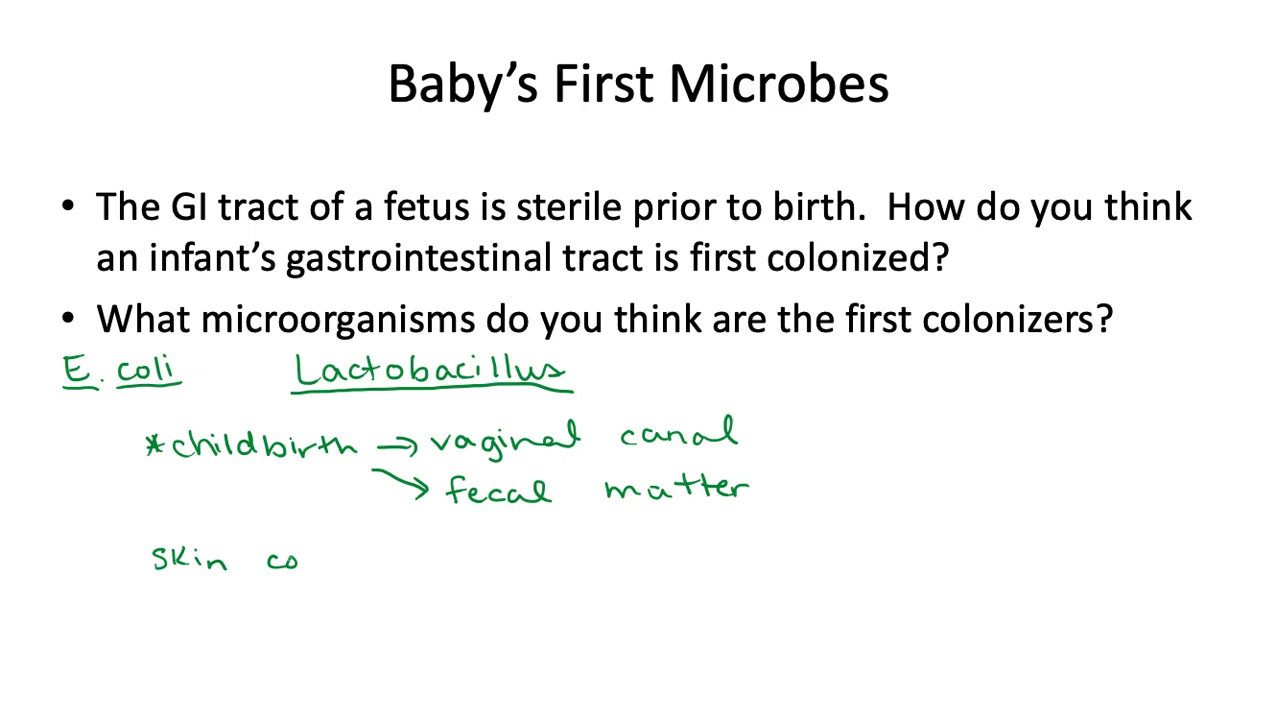 Baby’s First Microbes
• The GI tract of a fetus is sterile prior to birth.  How do you think
an infant’s gastrointestinal tract is first colonized?
• What microorganisms do you think are the first colonizers?
E. coli Lactobacillus
*childbirth → vaginal canal
→ fecal matter
skin co